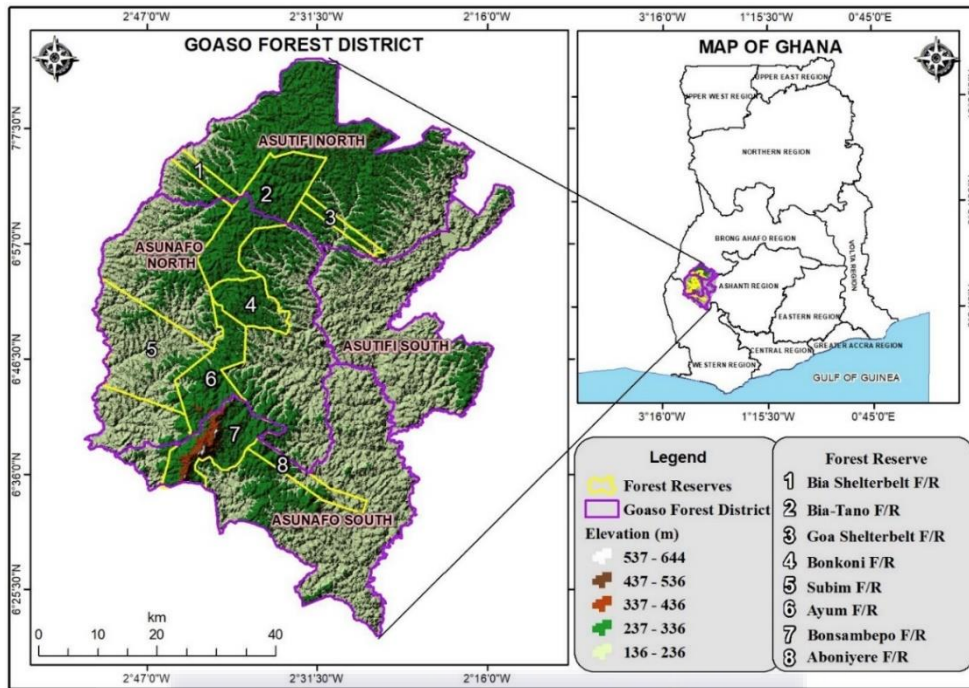 2°47'0"W
2°31'30"W
2°16'0"W
GOASO FOREST DISTRICT
7°7'30"N
6°57'0"N
6°46'30"N
6°36'0"N
6°25'30"N
ASUTIFI NORTH
1
2
3
ASUNAFO
NORTH
4
5
ASUTIFI SOUTH
6
7
8
ASUNAFO SOUTH
km
0 10 20 40
2°47'0"W
2°31'30"W
2°16'0"W
3°16'0"W
1°15'30"W
0°45'0"E
MAP OF GHANA
UPPER EAST REGION
UPPER WEST REGION
NORTHERN REGION
BRONG AHAFO REGION
VOLTA REGION
ASHANTI REGION
EASTERN REGION
CENTRAL REGION
GREATER ACCRA REGION
WESTERN REGION
GULF OF GUINEA
3°16'0"W
1°15'30"W
0°45'0"E
Legend
Forest Reserves
Goaso Forest District
Elevation (m)
537 - 644
437 - 536
337 - 436
237 - 336
136 - 236
Forest Reserve
1 Bia Shelterbelt F/R
2 Bia-Tano F/R
3 Goa Shelterbelt F/R
4 Bonkoni F/R
5 Subim F/R
6 Ayum F/R
7 Bonsambepo F/R
8 Aboniyere F/R